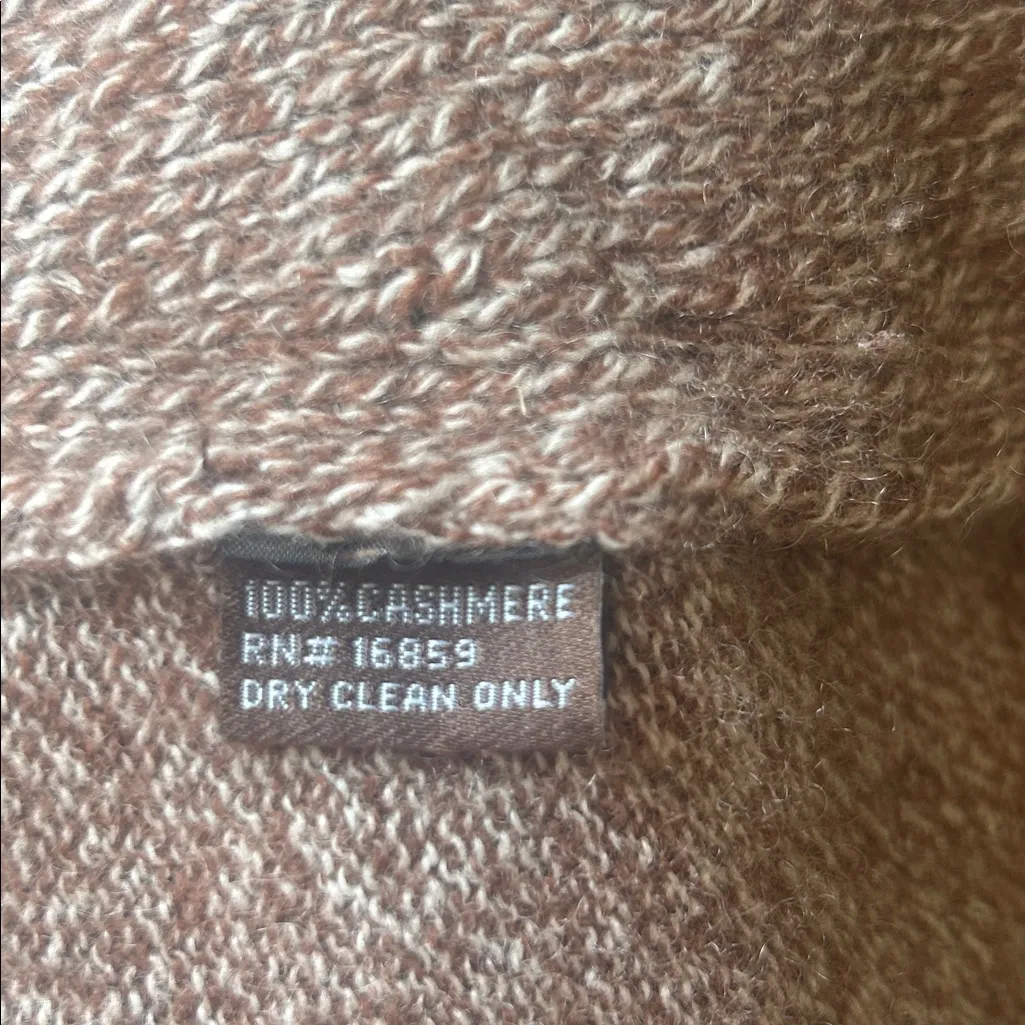 100%CASHMERE
RN# 16859
DRY CLEAN ONLY